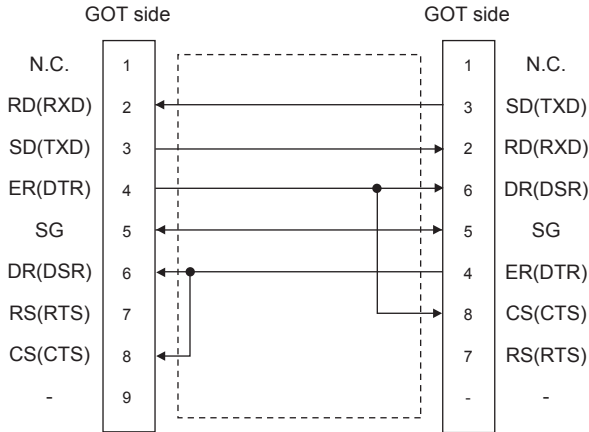 GOT side GOT side
N.C. 1 1 N.C.
RD(RXD) 2 3 SD(TXD)
SD(TXD) 3 2 RD(RXD)
ER(DTR) 4 6 DR(DSR)
SG 5 5 SG
DR(DSR) 6 4 ER(DTR)
RS(RTS) 7 8 CS(CTS)
CS(CTS) 8 7 RS(RTS)
- 9 - -